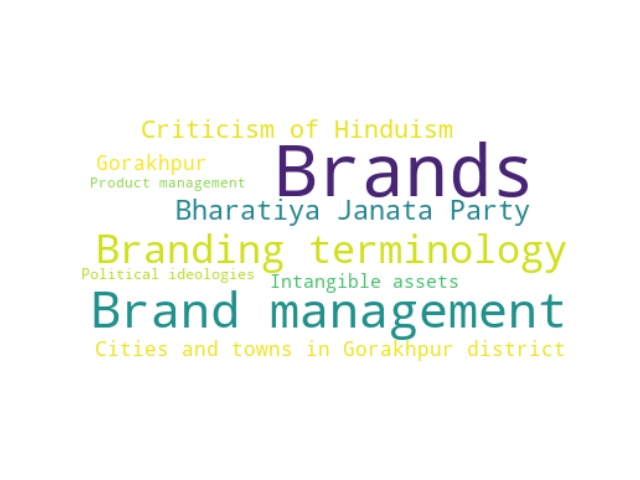 Criticism of Hinduism
Brands
Gorakhpur
Product management
Bharatiya Janata Party
Branding terminology
Political ideologies
Intangible assets
Brand management
Cities and towns in Gorakhpur district